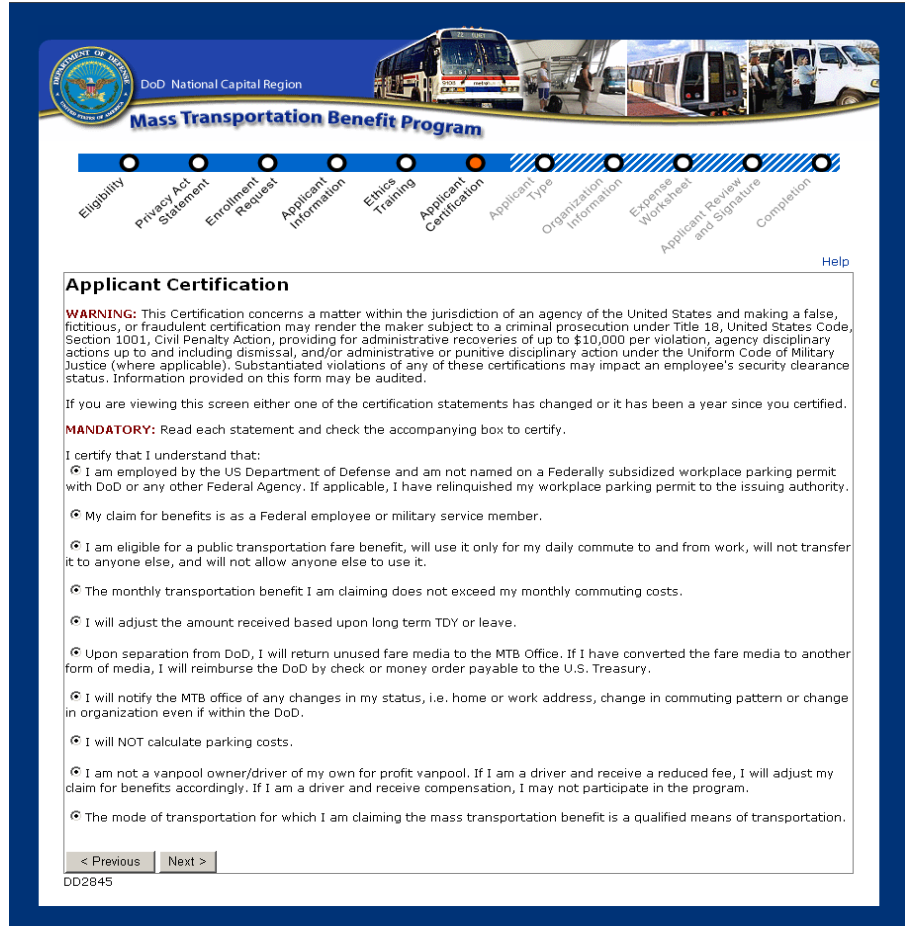 22 OLNEY
DEPARTMENT OF DEFENSE
UNITED STATES OF AMERICA
DoD National Capital Region
Mass Transportation Benefit Program
Eligibility
Privacy Act
Statement
Enrollment
Request
Applicant
Information
Ethics
Training
Applicant
Certification
Applicant
Type
Organization
Information
Expense
Worksheet
Applicant Review
and Signature
Completion
Help
Applicant Certification
WARNING: This Certification concerns a matter within the jurisdiction of an agency of the United States and making a false,
fictitious, or fraudulent certification may render the maker subject to a criminal prosecution under Title 18, United States Code,
Section 1001, Civil Penalty Action, providing for administrative recoveries of up to $10,000 per violation, agency disciplinary
actions up to and including dismissal, and/or administrative or punitive disciplinary action under the Uniform Code of Military
Justice (where applicable). Substantiated violations of any of these certifications may impact an employee's security clearance
status. Information provided on this form may be audited.
If you are viewing this screen either one of the certification statements has changed or it has been a year since you certified.
MANDATORY: Read each statement and check the accompanying box to certify.
I certify that I understand that:
I am employed by the US Department of Defense and am not named on a Federally subsidized workplace parking permit
with DoD or any other Federal Agency. If applicable, I have relinquished my workplace parking permit to the issuing authority.
My claim for benefits is as a Federal employee or military service member.
I am eligible for a public transportation fare benefit, will use it only for my daily commute to and from work, will not transfer
it to anyone else, and will not allow anyone else to use it.
The monthly transportation benefit I am claiming does not exceed my monthly commuting costs.
I will adjust the amount received based upon long term TDY or leave.
Upon separation from DoD, I will return unused fare media to the MTB Office. If I have converted the fare media to another
form of media, I will reimburse the DoD by check or money order payable to the U.S. Treasury.
I will notify the MTB office of any changes in my status, i.e. home or work address, change in commuting pattern or change
in organization even if within the DoD.
I will NOT calculate parking costs.
I am not a vanpool owner/driver of my own for profit vanpool. If I am a driver and receive a reduced fee, I will adjust my
claim for benefits accordingly. If I am a driver and receive compensation, I may not participate in the program.
The mode of transportation for which I am claiming the mass transportation benefit is a qualified means of transportation.
< Previous
Next >
DD2845